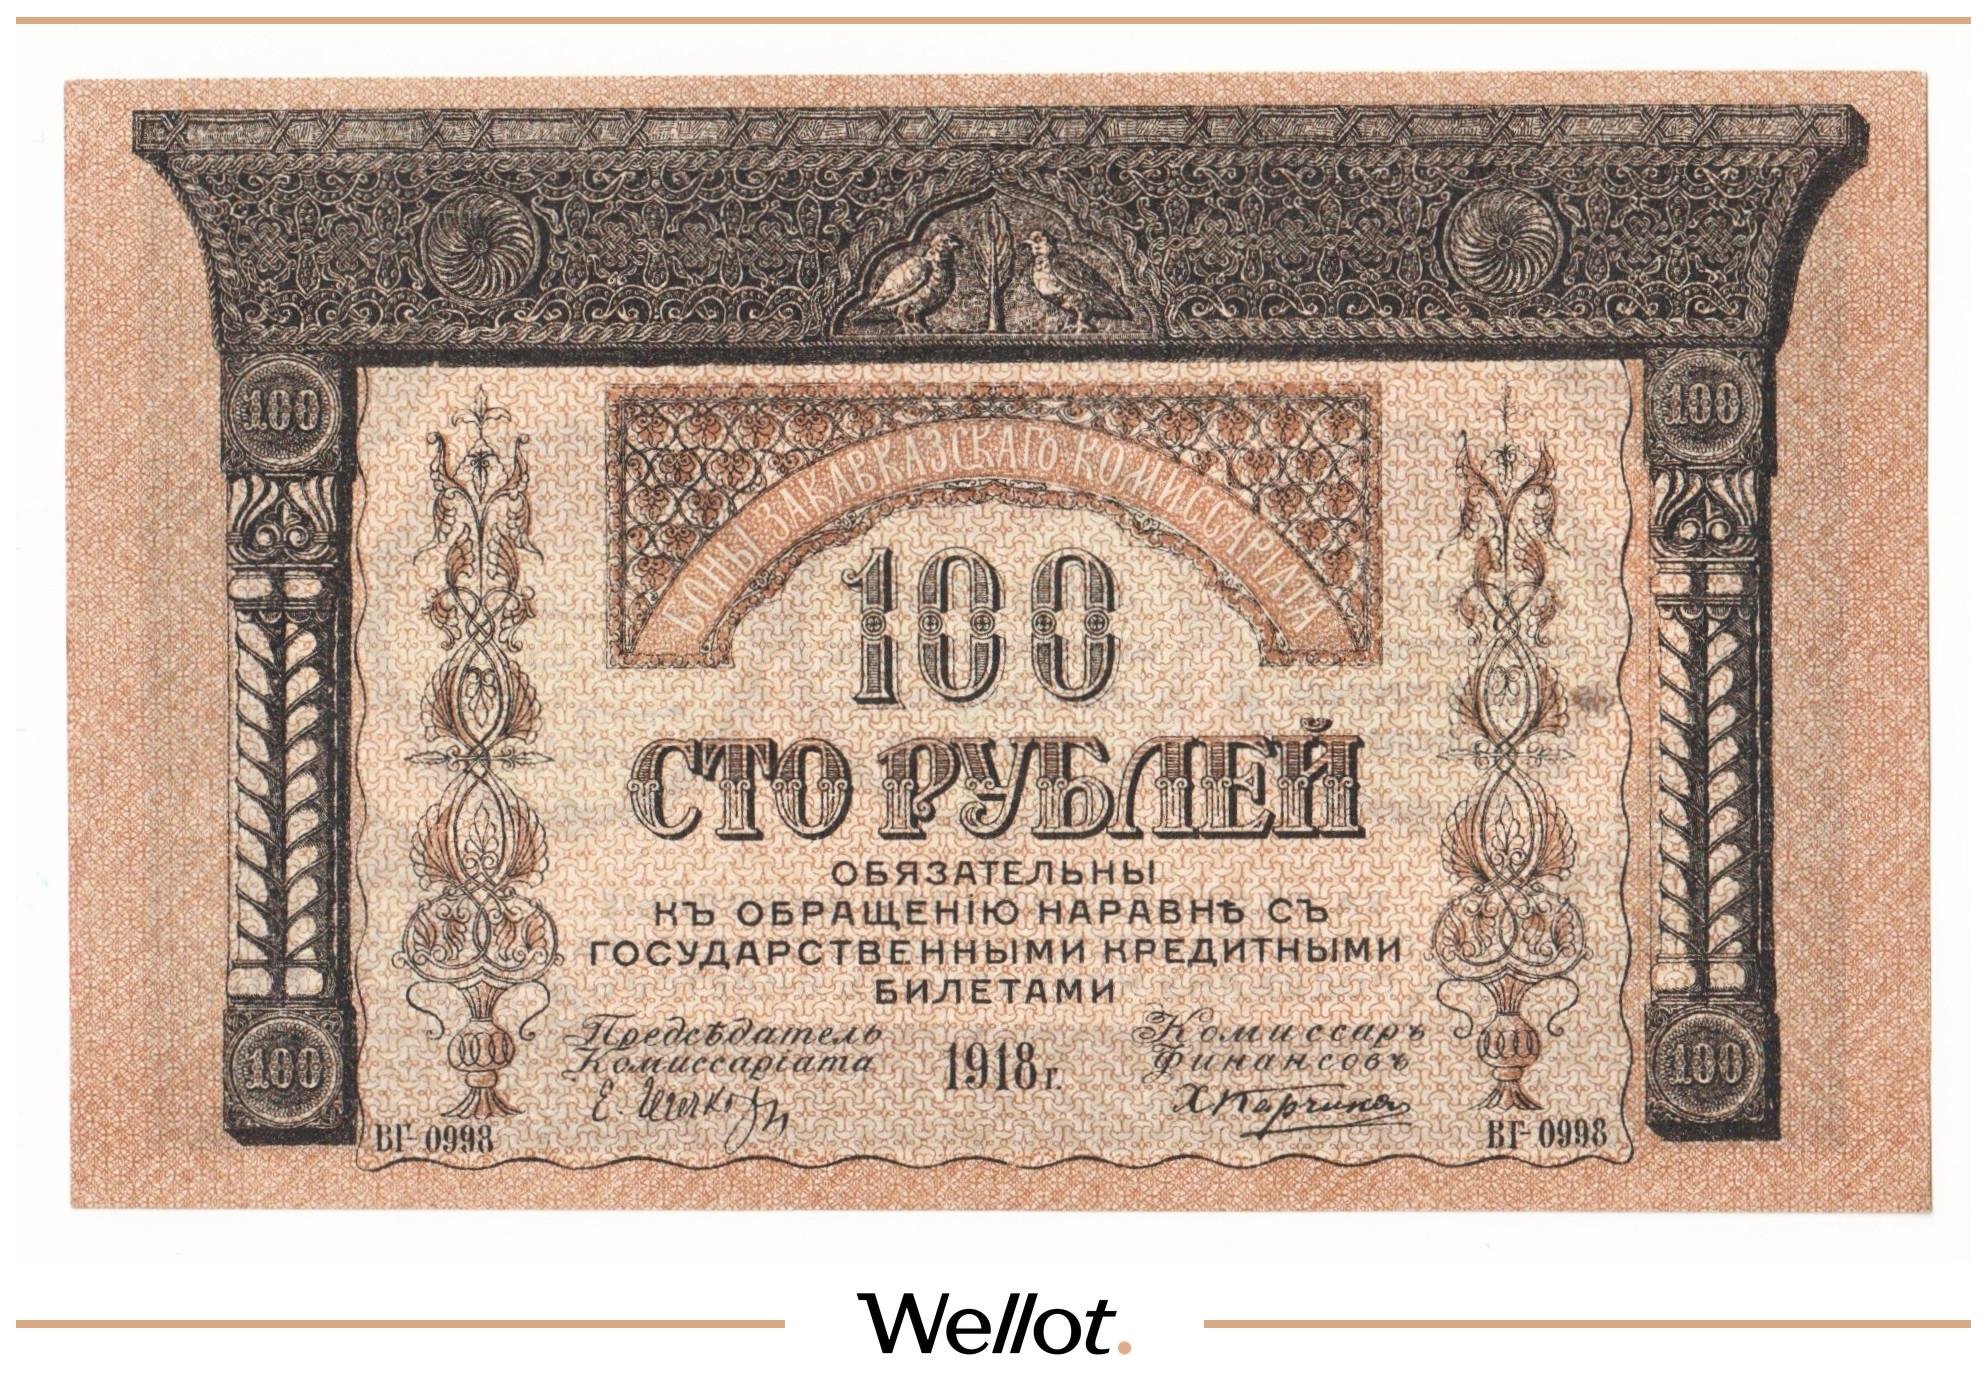 100 100
БОНЫ ЗАКАВКАЗСКАГО КОМИССАРІАТА
100
СТО РУБЛЕЙ
ОБЯЗАТЕЛЬНЫ
КЪ ОБРАЩЕНІЮ НАРАВНѢ СЪ
ГОСУДАРСТВЕННЫМИ КРЕДИТНЫМИ
БИЛЕТАМИ
Предсѣдатель
Комиссаріата
1918 г.
Комиссаръ
Финансовъ
100 100
ВГ-0998 ВГ-0998
Wellot.